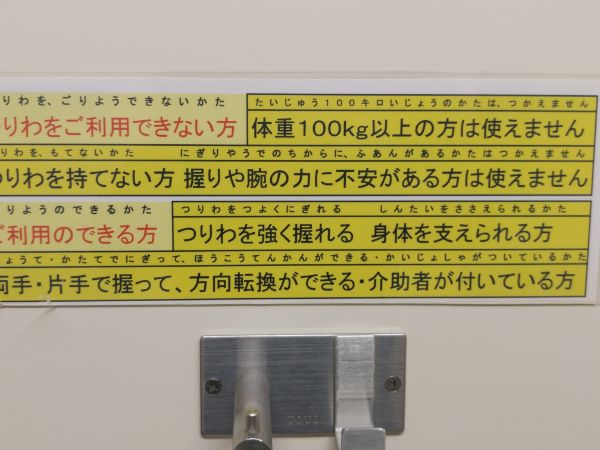 りわを、ごりようできないかた たいじゅう100キロいじょうのかたは、つかえません
りわをご利用できない方 体重100kg以上の方は使えません
りわを、もてないかた にぎりやうでのちからに、ふあんがあるかたはつかえません
りわを持てない方 握りや腕の力に不安がある方は使えません
りようのできるかた つりわをつよくにぎれる しんたいをささえられるかた
ご利用のできる方 つりわを強く握れる 身体を支えられる方
ょうて・かたてでにぎって、ほうこうてんかんができる・かいじょしゃがついているかた
両手・片手で握って、方向転換ができる・介助者が付いている方
TOTO